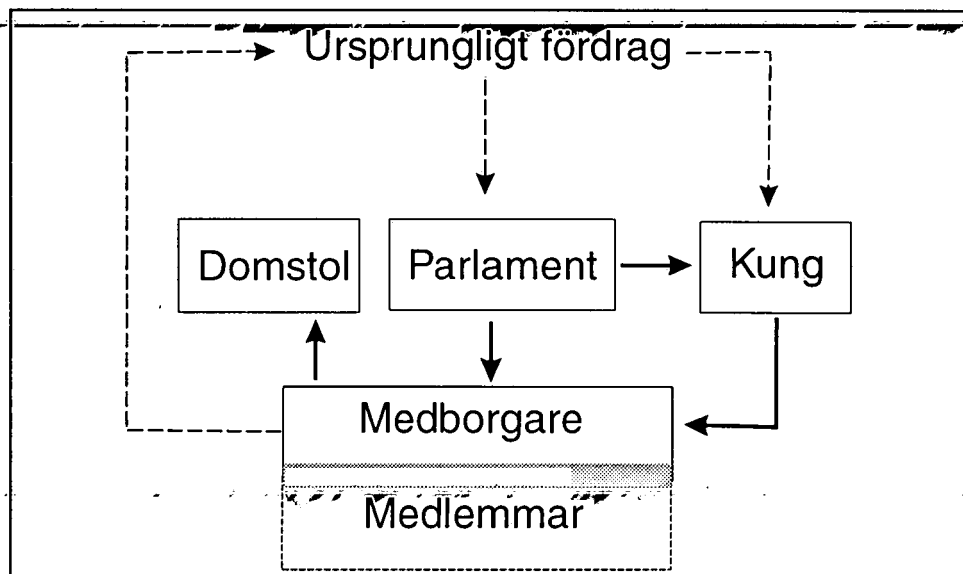 Ursprungligt fördrag
Domstol
Parlament
Kung
Medborgare
Medlemmar